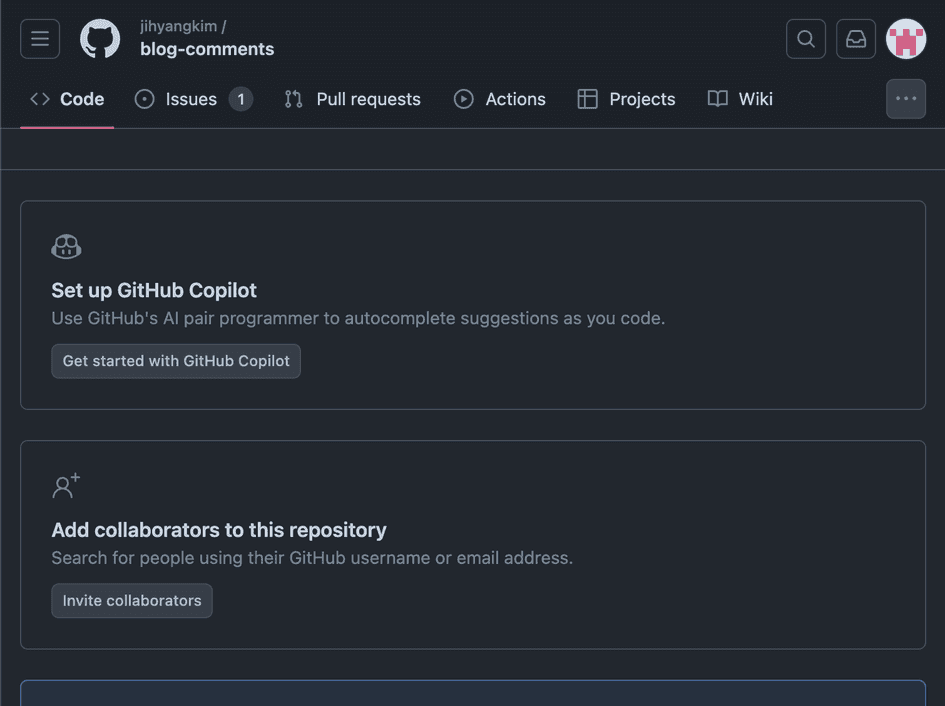 jihyangkim /
blog-comments
Code Issues 1 Pull requests Actions Projects Wiki
Set up GitHub Copilot
Use GitHub's AI pair programmer to autocomplete suggestions as you code.
Get started with GitHub Copilot
Add collaborators to this repository
Search for people using their GitHub username or email address.
Invite collaborators